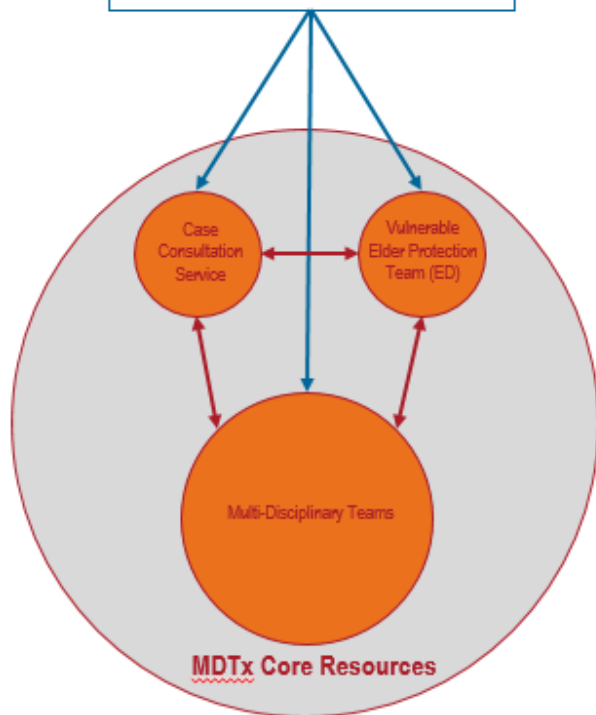 Case
Consultation
Service
Vulnerable
Elder Protection
Team (ED)
Multi-Disciplinary Teams
MDTx Core Resources